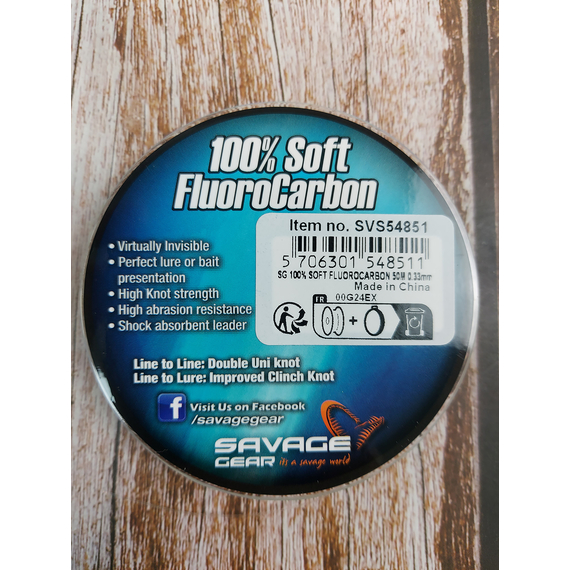 100% Soft
FluoroCarbon
Item no. SVS54851
5 706301 548511
SG 100% SOFT FLUOROCARBON 50M 0.33mm
Made in China
FR
00G24EX
+
• Virtually Invisible
• Perfect lure or bait
presentation
• High Knot strength
• High abrasion resistance
• Shock absorbent leader
Line to Line: Double Uni knot
Line to Lure: Improved Clinch Knot
f Visit Us on Facebook
/savagegear
SAVAGE
GEAR it's a savage world